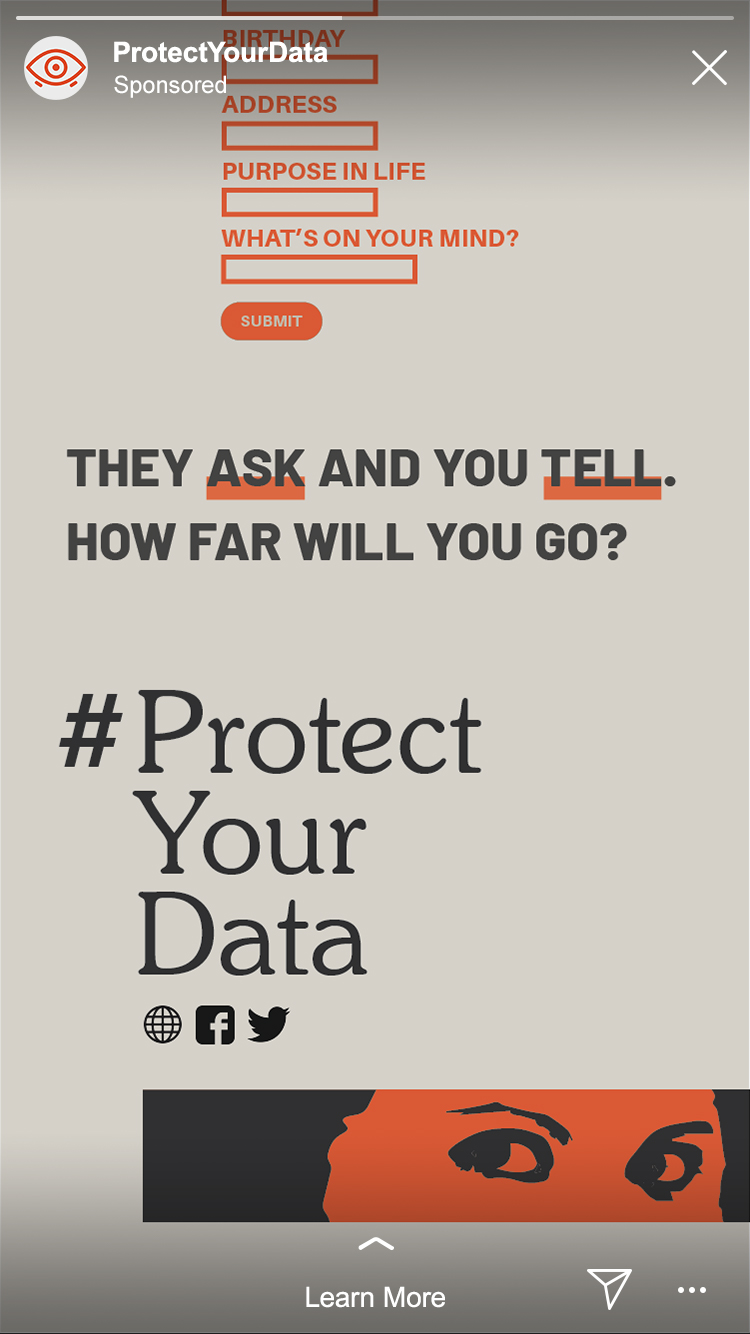 BIRTHDAY
ProtectYourData
Sponsored
ADDRESS
PURPOSE IN LIFE
WHAT'S ON YOUR MIND?
SUBMIT
THEY ASK AND YOU TELL.
HOW FAR WILL YOU GO?
#Protect
Your
Data
Learn More